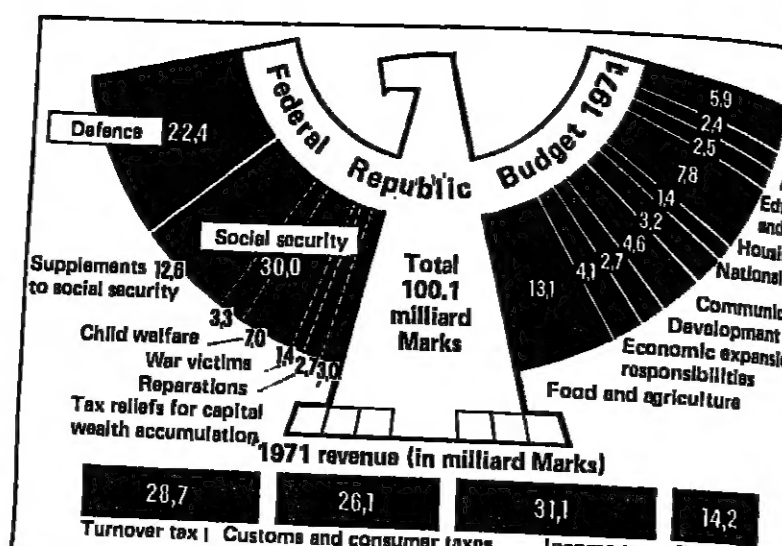 Federal Republic Budget 1971
Defence 22,4
Social security
30,0
Supplements 12,6
to social security
3,3
Child welfare
7,0
War victims
1,4
Reparations
2,7
3,0
Tax reliefs for capital
wealth accumulation
Total
100.1
milliard
Marks
5,9
2,4
2,5
7,8
1,4
3,2
4,6
2,7
4,1
13,1
and
National
Development
Economic expansi
responsibilities
Food and agriculture
1971 revenue (in milliard Marks)
28,7 26,1 31,1 14,2
Turnover tax | Customs and consumer taxes